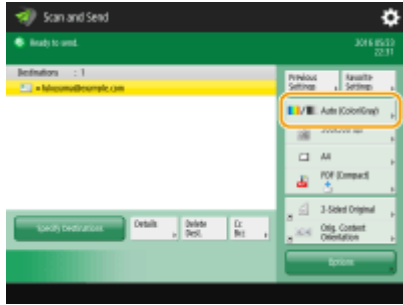 Scan and Send
Ready to send.
2016 05/23
22:31
Destinations : 1
Previous
Settings
Favorite
Settings
Auto (Color/Gray)
A4
PDF (Compact)
2-Sided Original
Orig. Content
Orientation
Specify Destinations
Details
Delete
Dest.
Cc
Bcc
Options